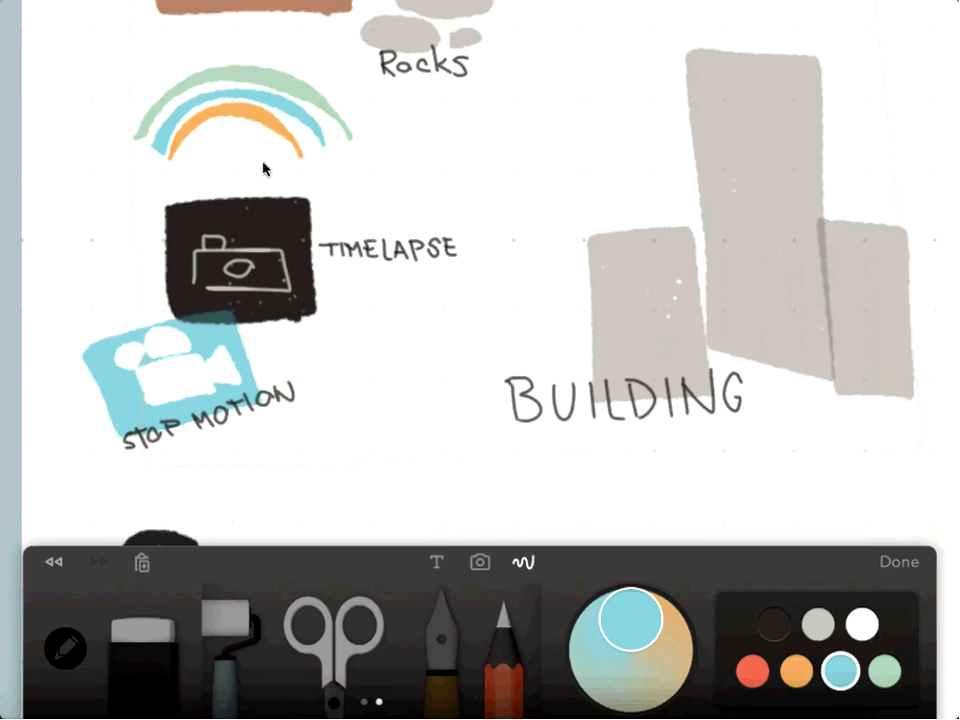 Rocks
TIMELAPSE
STOP MOTION
BUILDING
T
Done